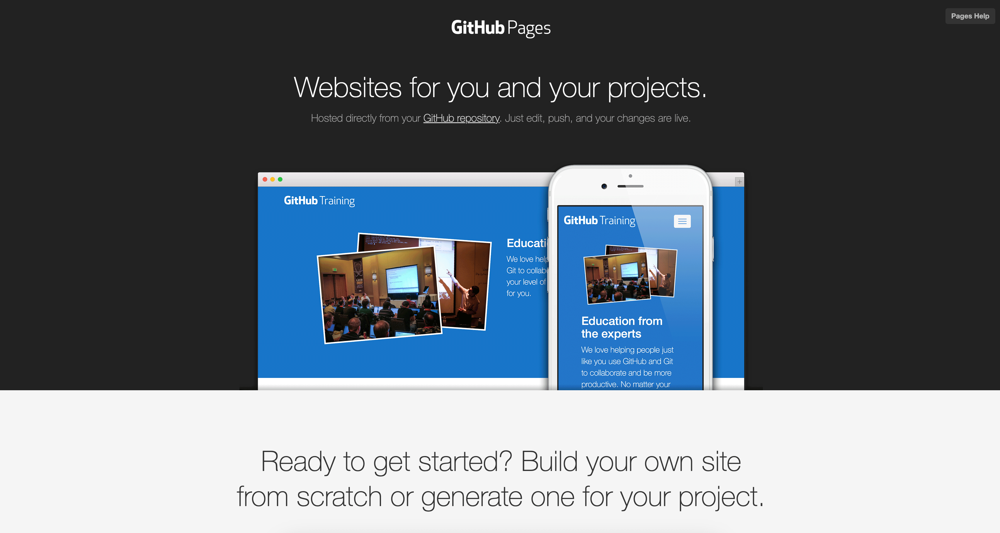 Pages Help
GitHub Pages
Websites for you and your projects.
Hosted directly from your GitHub repository. Just edit, push, and your changes are live.
GitHub Training
Educati
We love help
Git to collabo
your level of
for you.
GitHub Training
Education from
the experts
We love helping people just
like you use GitHub and Git
to collaborate and be more
productive. No matter your
Ready to get started? Build your own site
from scratch or generate one for your project.